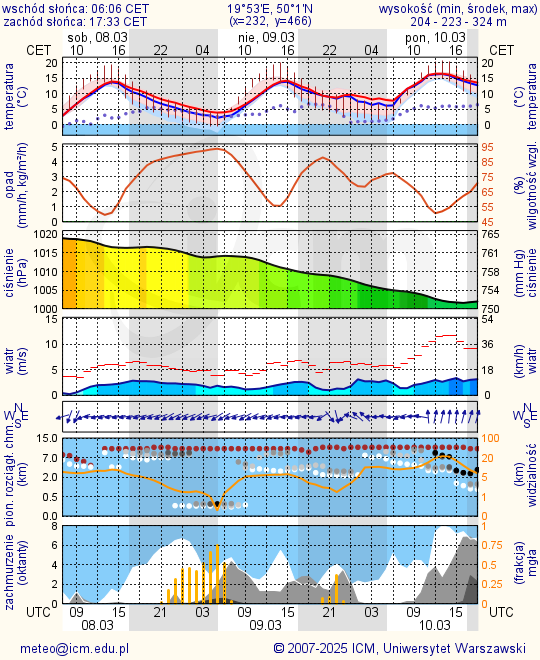 wschód słońca: 06:06 CET 19°53'E, 50°1'N wysokość (min, środek, max)
zachód słońca: 17:33 CET (x=232, y=466) 204 - 223 - 324 m
sob, 08.03 nie, 09.03 pon, 10.03
CET 10 16 22 04 10 16 22 04 10 16 CET
temperatura (°C)
20 15 10 5 0
20 15 10 5 0
temperatura (°C)
opad (mm/h, kg/m²/h)
5 4 3 2 1 0
95 85 75 65 55 45
(%) wilgotność wzgl.
ciśnienie (hPa)
1020 1015 1010 1005 1000
765 761 758 754 750
(mm Hg) ciśnienie
wiatr (m/s)
15 10 5 0
54 36 18 0
(km/h) wiatr
N W E S
N W E S
pion. rozciągł. chm. (km)
15.0 7.0 2.0 0.5 0.0
100 20 5 1 0
(km) widzialność
zachmurzenie (oktanty)
8 6 4 2 0
1 0.75 0.5 0.25 0
(frakcja) mgła
UTC 09 15 21 03 09 15 21 03 09 15 UTC
08.03 09.03 10.03
meteo@icm.edu.pl © 2007-2025 ICM, Uniwersytet Warszawski